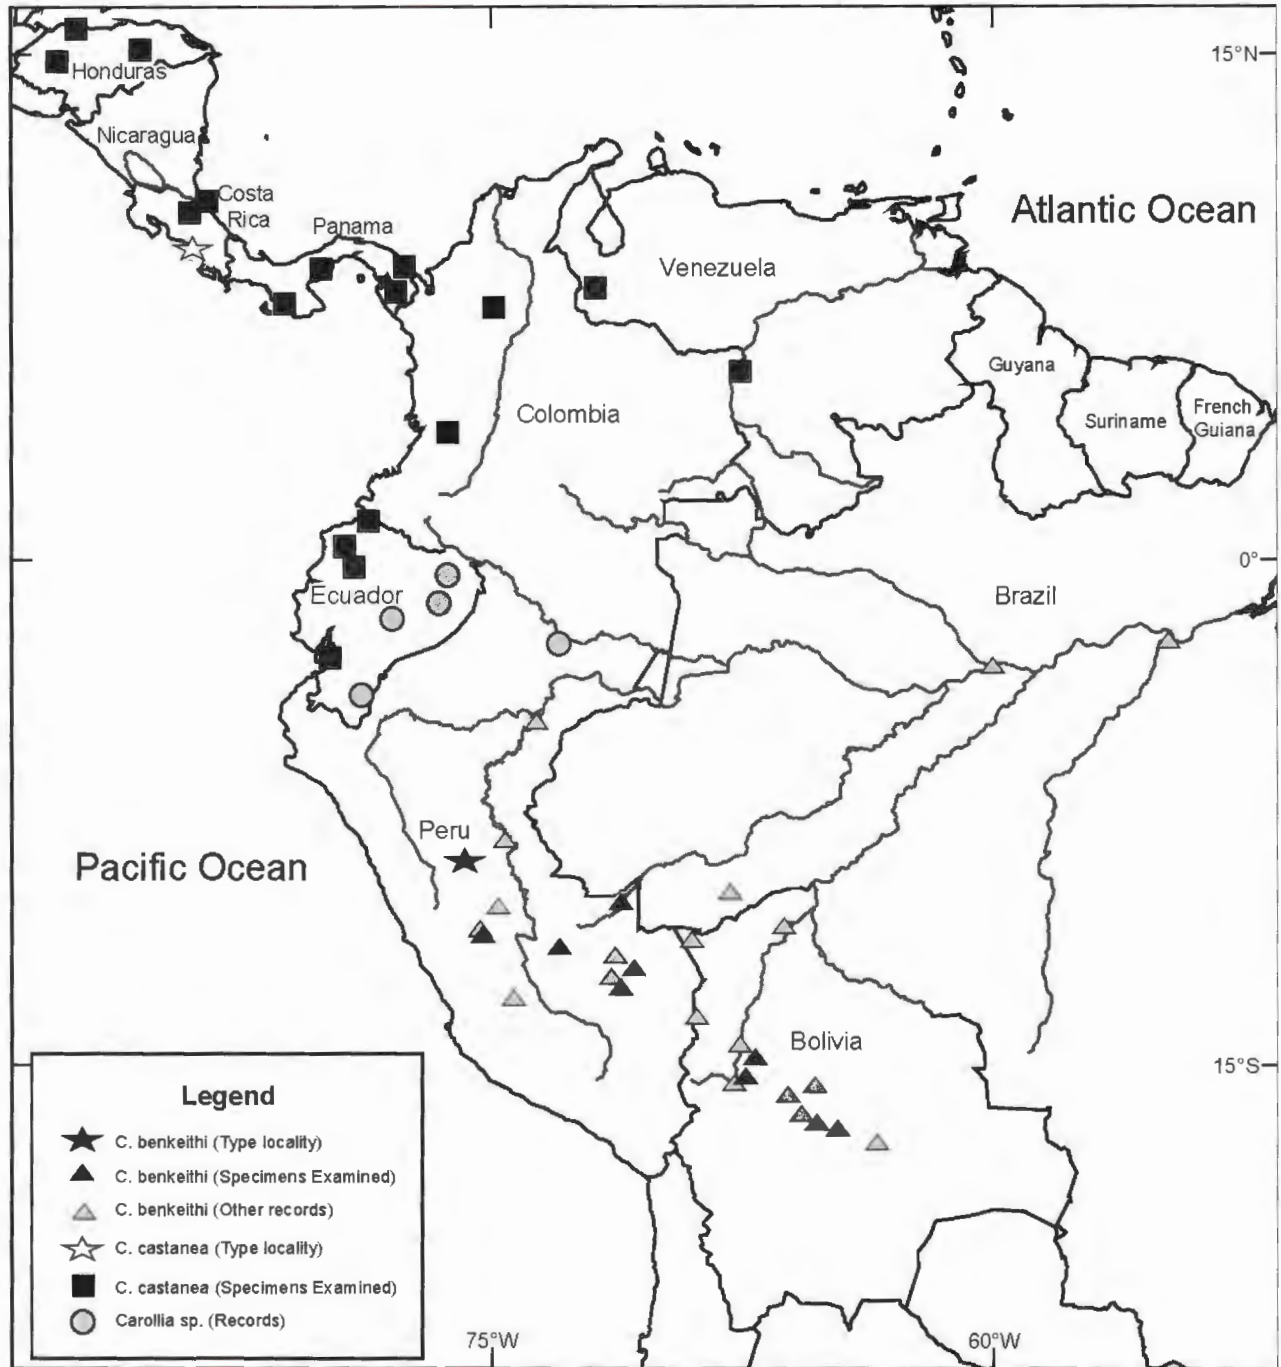 15°N
Honduras
Nicaragua
Costa
Rica
Panama
Atlantic Ocean
Venezuela
Guyana
Suriname
French
Guiana
Colombia
0°
Ecuador
Brazil
Peru
Pacific Ocean
Bolivia
15°S
Legend
C. benkeithi (Type locality)
C. benkeithi (Specimens Examined)
C. benkeithi (Other records)
C. castanea (Type locality)
C. castanea (Specimens Examined)
Carollia sp. (Records)
75°W
60°W